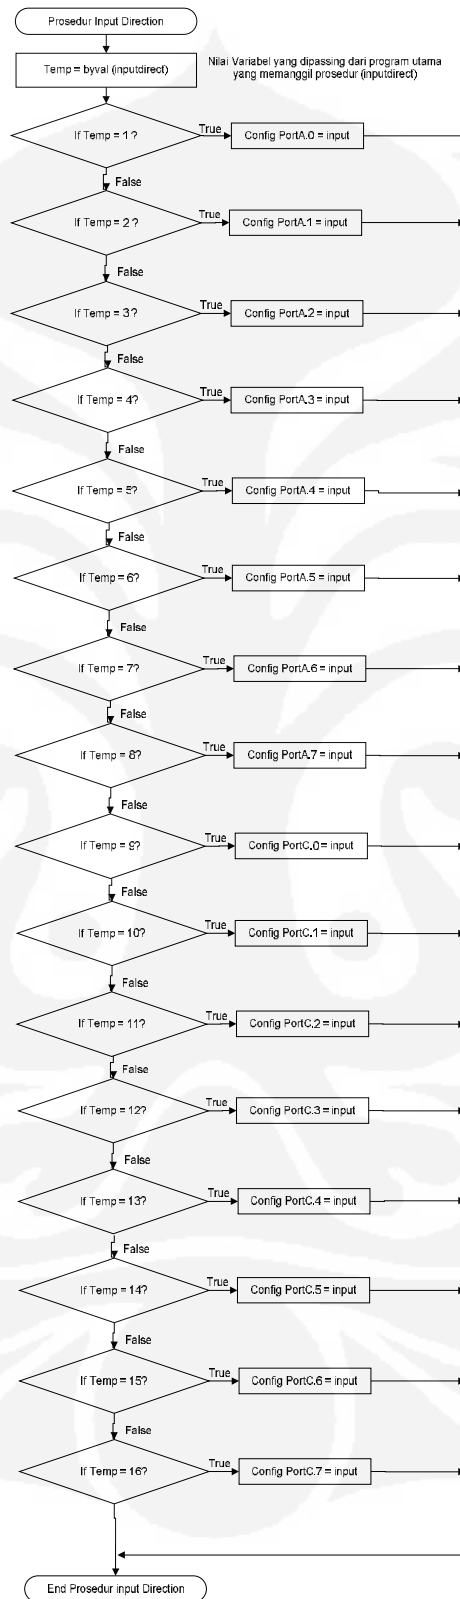 Prosedur Input Direction
Temp = byval (inputdirect)
Nilai Variabel yang dipassing dari program utama
yang memanggil prosedur (inputdirect)
If Temp = 1 ?
True
Config PortA.0 = input
False
If Temp = 2 ?
True
Config PortA.1 = input
False
If Temp = 3?
True
Config PortA.2 = input
False
If Temp = 4?
True
Config PortA.3 = input
False
If Temp = 5?
True
Config PortA.4 = input
False
If Temp = 6?
True
Config PortA.5 = input
False
If Temp = 7?
True
Config PortA.6 = input
False
If Temp = 8?
True
Config PortA.7 = input
False
If Temp = 9?
True
Config PortC.0 = input
False
If Temp = 10?
True
Config PortC.1 = input
False
If Temp = 11?
True
Config PortC.2 = input
False
If Temp = 12?
True
Config PortC.3 = input
False
If Temp = 13?
True
Config PortC.4 = input
False
If Temp = 14?
True
Config PortC.5 = input
False
If Temp = 15?
True
Config PortC.6 = input
False
If Temp = 16?
True
Config PortC.7 = input
End Prosedur input Direction